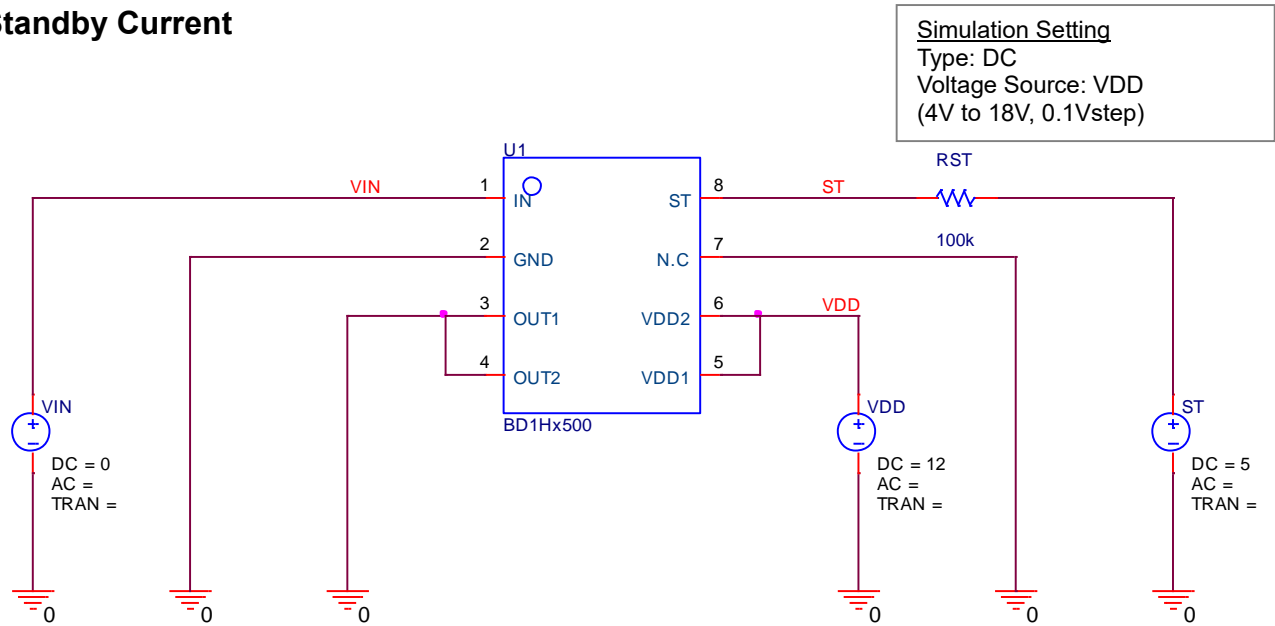 Standby Current
Simulation Setting
Type: DC
Voltage Source: VDD
(4V to 18V, 0.1Vstep)
U1
RST
VIN
1
IN
ST
8
ST
100k
2
GND
N.C
7
3
OUT1
VDD2
6
VDD
4
OUT2
VDD1
5
BD1Hx500
VIN
+
−
DC = 0
AC =
TRAN =
VDD
+
−
DC = 12
AC =
TRAN =
ST
+
−
DC = 5
AC =
TRAN =
0
0
0
0
0
0